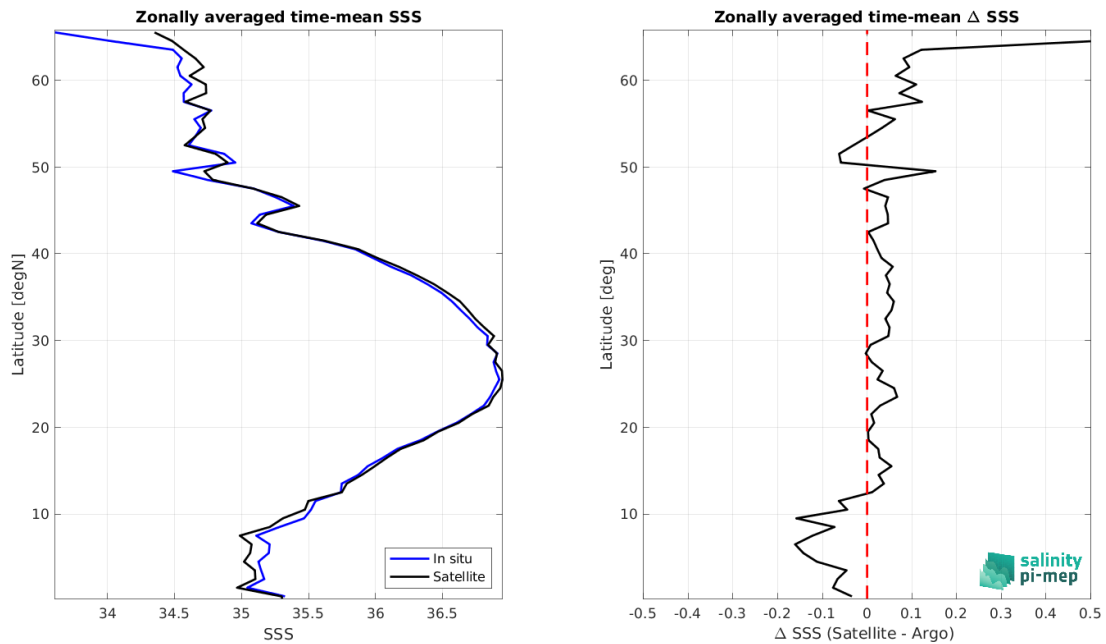 Zonally averaged time-mean SSS
60
50
40
30
20
10
Latitude [degN]
34
34.5
35
35.5
36
36.5
SSS
In situ
Satellite
Zonally averaged time-mean Δ SSS
60
50
40
30
20
10
Latitude [deg]
-0.5
-0.4
-0.3
-0.2
-0.1
0
0.1
0.2
0.3
0.4
0.5
Δ SSS (Satellite - Argo)
salinity
pi-mep